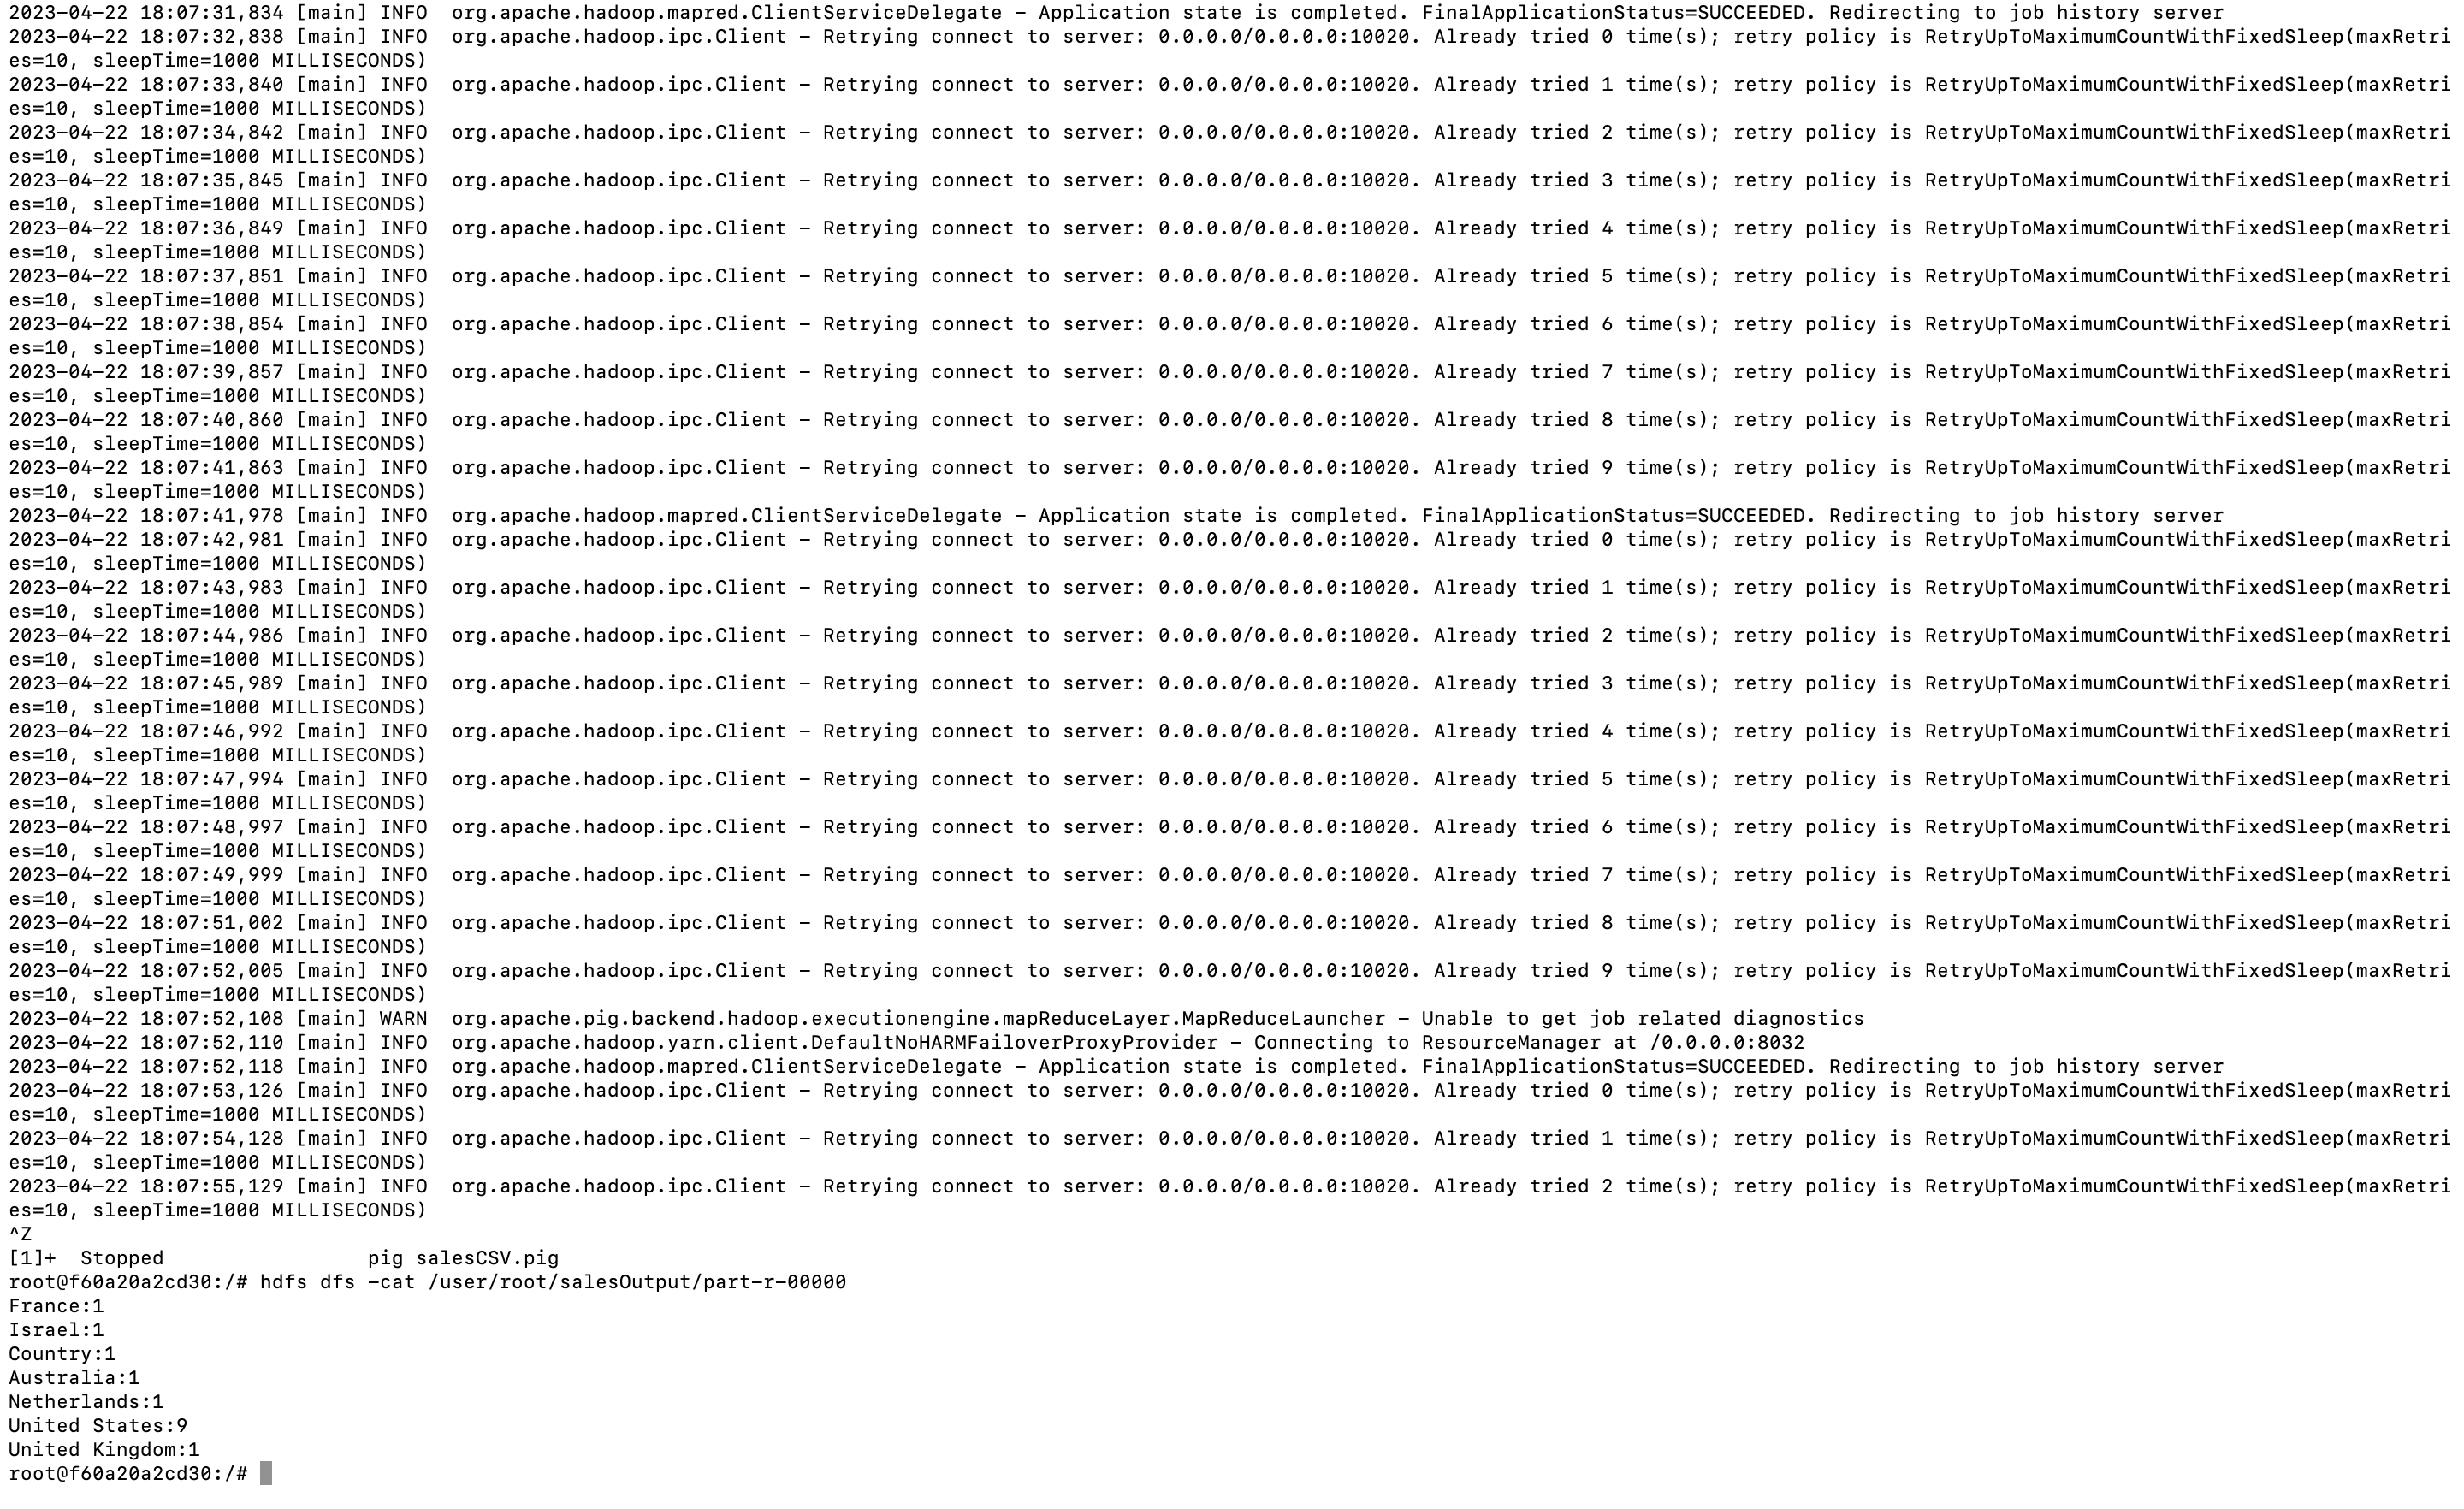 2023-04-22 18:07:31,834 [main] INFO  org.apache.hadoop.mapred.ClientServiceDelegate - Application state is completed. FinalApplicationStatus=SUCCEEDED. Redirecting to job history server
2023-04-22 18:07:32,838 [main] INFO  org.apache.hadoop.ipc.Client - Retrying connect to server: 0.0.0.0/0.0.0.0:10020. Already tried 0 time(s); retry policy is RetryUpToMaximumCountWithFixedSleep(maxRetri
es=10, sleepTime=1000 MILLISECONDS)
2023-04-22 18:07:33,840 [main] INFO  org.apache.hadoop.ipc.Client - Retrying connect to server: 0.0.0.0/0.0.0.0:10020. Already tried 1 time(s); retry policy is RetryUpToMaximumCountWithFixedSleep(maxRetri
es=10, sleepTime=1000 MILLISECONDS)
2023-04-22 18:07:34,842 [main] INFO  org.apache.hadoop.ipc.Client - Retrying connect to server: 0.0.0.0/0.0.0.0:10020. Already tried 2 time(s); retry policy is RetryUpToMaximumCountWithFixedSleep(maxRetri
es=10, sleepTime=1000 MILLISECONDS)
2023-04-22 18:07:35,845 [main] INFO  org.apache.hadoop.ipc.Client - Retrying connect to server: 0.0.0.0/0.0.0.0:10020. Already tried 3 time(s); retry policy is RetryUpToMaximumCountWithFixedSleep(maxRetri
es=10, sleepTime=1000 MILLISECONDS)
2023-04-22 18:07:36,849 [main] INFO  org.apache.hadoop.ipc.Client - Retrying connect to server: 0.0.0.0/0.0.0.0:10020. Already tried 4 time(s); retry policy is RetryUpToMaximumCountWithFixedSleep(maxRetri
es=10, sleepTime=1000 MILLISECONDS)
2023-04-22 18:07:37,851 [main] INFO  org.apache.hadoop.ipc.Client - Retrying connect to server: 0.0.0.0/0.0.0.0:10020. Already tried 5 time(s); retry policy is RetryUpToMaximumCountWithFixedSleep(maxRetri
es=10, sleepTime=1000 MILLISECONDS)
2023-04-22 18:07:38,854 [main] INFO  org.apache.hadoop.ipc.Client - Retrying connect to server: 0.0.0.0/0.0.0.0:10020. Already tried 6 time(s); retry policy is RetryUpToMaximumCountWithFixedSleep(maxRetri
es=10, sleepTime=1000 MILLISECONDS)
2023-04-22 18:07:39,857 [main] INFO  org.apache.hadoop.ipc.Client - Retrying connect to server: 0.0.0.0/0.0.0.0:10020. Already tried 7 time(s); retry policy is RetryUpToMaximumCountWithFixedSleep(maxRetri
es=10, sleepTime=1000 MILLISECONDS)
2023-04-22 18:07:40,860 [main] INFO  org.apache.hadoop.ipc.Client - Retrying connect to server: 0.0.0.0/0.0.0.0:10020. Already tried 8 time(s); retry policy is RetryUpToMaximumCountWithFixedSleep(maxRetri
es=10, sleepTime=1000 MILLISECONDS)
2023-04-22 18:07:41,863 [main] INFO  org.apache.hadoop.ipc.Client - Retrying connect to server: 0.0.0.0/0.0.0.0:10020. Already tried 9 time(s); retry policy is RetryUpToMaximumCountWithFixedSleep(maxRetri
es=10, sleepTime=1000 MILLISECONDS)
2023-04-22 18:07:41,978 [main] INFO  org.apache.hadoop.mapred.ClientServiceDelegate - Application state is completed. FinalApplicationStatus=SUCCEEDED. Redirecting to job history server
2023-04-22 18:07:42,981 [main] INFO  org.apache.hadoop.ipc.Client - Retrying connect to server: 0.0.0.0/0.0.0.0:10020. Already tried 0 time(s); retry policy is RetryUpToMaximumCountWithFixedSleep(maxRetri
es=10, sleepTime=1000 MILLISECONDS)
2023-04-22 18:07:43,983 [main] INFO  org.apache.hadoop.ipc.Client - Retrying connect to server: 0.0.0.0/0.0.0.0:10020. Already tried 1 time(s); retry policy is RetryUpToMaximumCountWithFixedSleep(maxRetri
es=10, sleepTime=1000 MILLISECONDS)
2023-04-22 18:07:44,986 [main] INFO  org.apache.hadoop.ipc.Client - Retrying connect to server: 0.0.0.0/0.0.0.0:10020. Already tried 2 time(s); retry policy is RetryUpToMaximumCountWithFixedSleep(maxRetri
es=10, sleepTime=1000 MILLISECONDS)
2023-04-22 18:07:45,989 [main] INFO  org.apache.hadoop.ipc.Client - Retrying connect to server: 0.0.0.0/0.0.0.0:10020. Already tried 3 time(s); retry policy is RetryUpToMaximumCountWithFixedSleep(maxRetri
es=10, sleepTime=1000 MILLISECONDS)
2023-04-22 18:07:46,992 [main] INFO  org.apache.hadoop.ipc.Client - Retrying connect to server: 0.0.0.0/0.0.0.0:10020. Already tried 4 time(s); retry policy is RetryUpToMaximumCountWithFixedSleep(maxRetri
es=10, sleepTime=1000 MILLISECONDS)
2023-04-22 18:07:47,994 [main] INFO  org.apache.hadoop.ipc.Client - Retrying connect to server: 0.0.0.0/0.0.0.0:10020. Already tried 5 time(s); retry policy is RetryUpToMaximumCountWithFixedSleep(maxRetri
es=10, sleepTime=1000 MILLISECONDS)
2023-04-22 18:07:48,997 [main] INFO  org.apache.hadoop.ipc.Client - Retrying connect to server: 0.0.0.0/0.0.0.0:10020. Already tried 6 time(s); retry policy is RetryUpToMaximumCountWithFixedSleep(maxRetri
es=10, sleepTime=1000 MILLISECONDS)
2023-04-22 18:07:49,999 [main] INFO  org.apache.hadoop.ipc.Client - Retrying connect to server: 0.0.0.0/0.0.0.0:10020. Already tried 7 time(s); retry policy is RetryUpToMaximumCountWithFixedSleep(maxRetri
es=10, sleepTime=1000 MILLISECONDS)
2023-04-22 18:07:51,002 [main] INFO  org.apache.hadoop.ipc.Client - Retrying connect to server: 0.0.0.0/0.0.0.0:10020. Already tried 8 time(s); retry policy is RetryUpToMaximumCountWithFixedSleep(maxRetri
es=10, sleepTime=1000 MILLISECONDS)
2023-04-22 18:07:52,005 [main] INFO  org.apache.hadoop.ipc.Client - Retrying connect to server: 0.0.0.0/0.0.0.0:10020. Already tried 9 time(s); retry policy is RetryUpToMaximumCountWithFixedSleep(maxRetri
es=10, sleepTime=1000 MILLISECONDS)
2023-04-22 18:07:52,108 [main] WARN  org.apache.pig.backend.hadoop.executionengine.mapReduceLayer.MapReduceLauncher - Unable to get job related diagnostics
2023-04-22 18:07:52,110 [main] INFO  org.apache.hadoop.yarn.client.DefaultNoHARMFailoverProxyProvider - Connecting to ResourceManager at /0.0.0.0:8032
2023-04-22 18:07:52,118 [main] INFO  org.apache.hadoop.mapred.ClientServiceDelegate - Application state is completed. FinalApplicationStatus=SUCCEEDED. Redirecting to job history server
2023-04-22 18:07:53,126 [main] INFO  org.apache.hadoop.ipc.Client - Retrying connect to server: 0.0.0.0/0.0.0.0:10020. Already tried 0 time(s); retry policy is RetryUpToMaximumCountWithFixedSleep(maxRetri
es=10, sleepTime=1000 MILLISECONDS)
2023-04-22 18:07:54,128 [main] INFO  org.apache.hadoop.ipc.Client - Retrying connect to server: 0.0.0.0/0.0.0.0:10020. Already tried 1 time(s); retry policy is RetryUpToMaximumCountWithFixedSleep(maxRetri
es=10, sleepTime=1000 MILLISECONDS)
2023-04-22 18:07:55,129 [main] INFO  org.apache.hadoop.ipc.Client - Retrying connect to server: 0.0.0.0/0.0.0.0:10020. Already tried 2 time(s); retry policy is RetryUpToMaximumCountWithFixedSleep(maxRetri
es=10, sleepTime=1000 MILLISECONDS)
^Z
[1]+  Stopped                 pig salesCSV.pig
root@f60a20a2cd30:/# hdfs dfs -cat /user/root/salesOutput/part-r-00000
France:1
Israel:1
Country:1
Australia:1
Netherlands:1
United States:9
United Kingdom:1
root@f60a20a2cd30:/#